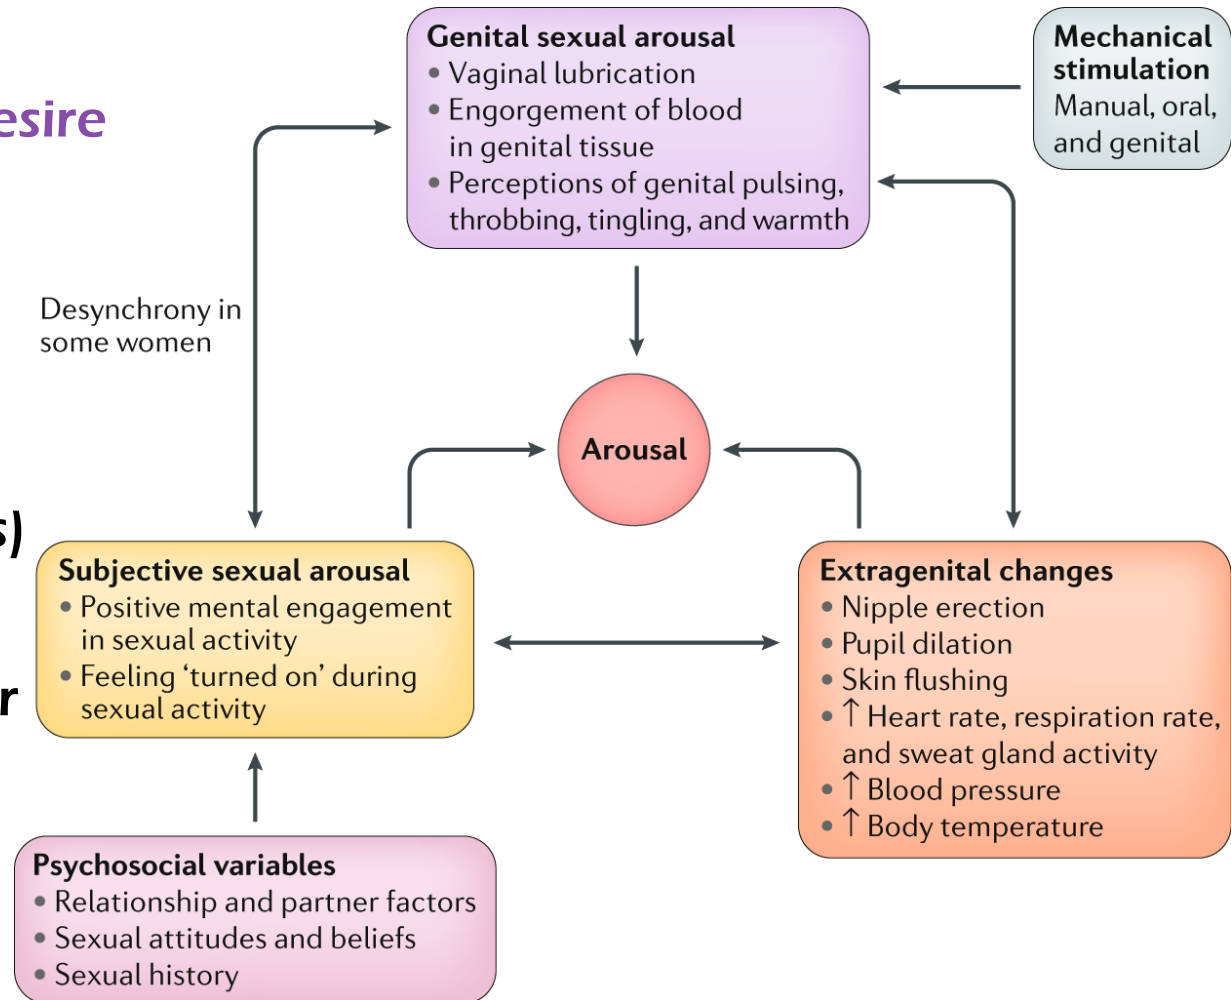 esire
Genital sexual arousal
• Vaginal lubrication
• Engorgement of blood
in genital tissue
• Perceptions of genital pulsing,
throbbing, tingling, and warmth
Mechanical
stimulation
Manual, oral,
and genital
Desynchrony in
some women
Arousal
s)
r
Subjective sexual arousal
• Positive mental engagement
in sexual activity
• Feeling ‘turned on’ during
sexual activity
Extragenital changes
• Nipple erection
• Pupil dilation
• Skin flushing
• ↑ Heart rate, respiration rate,
and sweat gland activity
• ↑ Blood pressure
• ↑ Body temperature
Psychosocial variables
• Relationship and partner factors
• Sexual attitudes and beliefs
• Sexual history